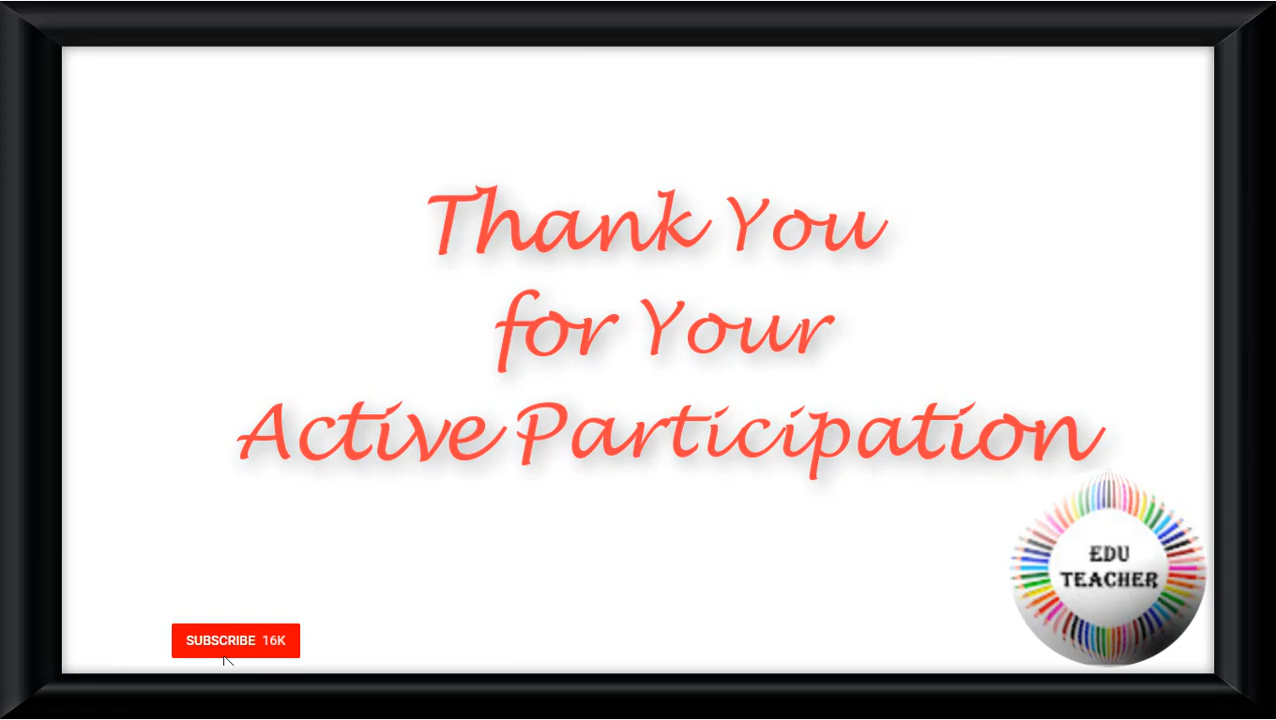 Thank You
for Your
Active Participation
EDU
TEACHER
SUBSCRIBE 16K